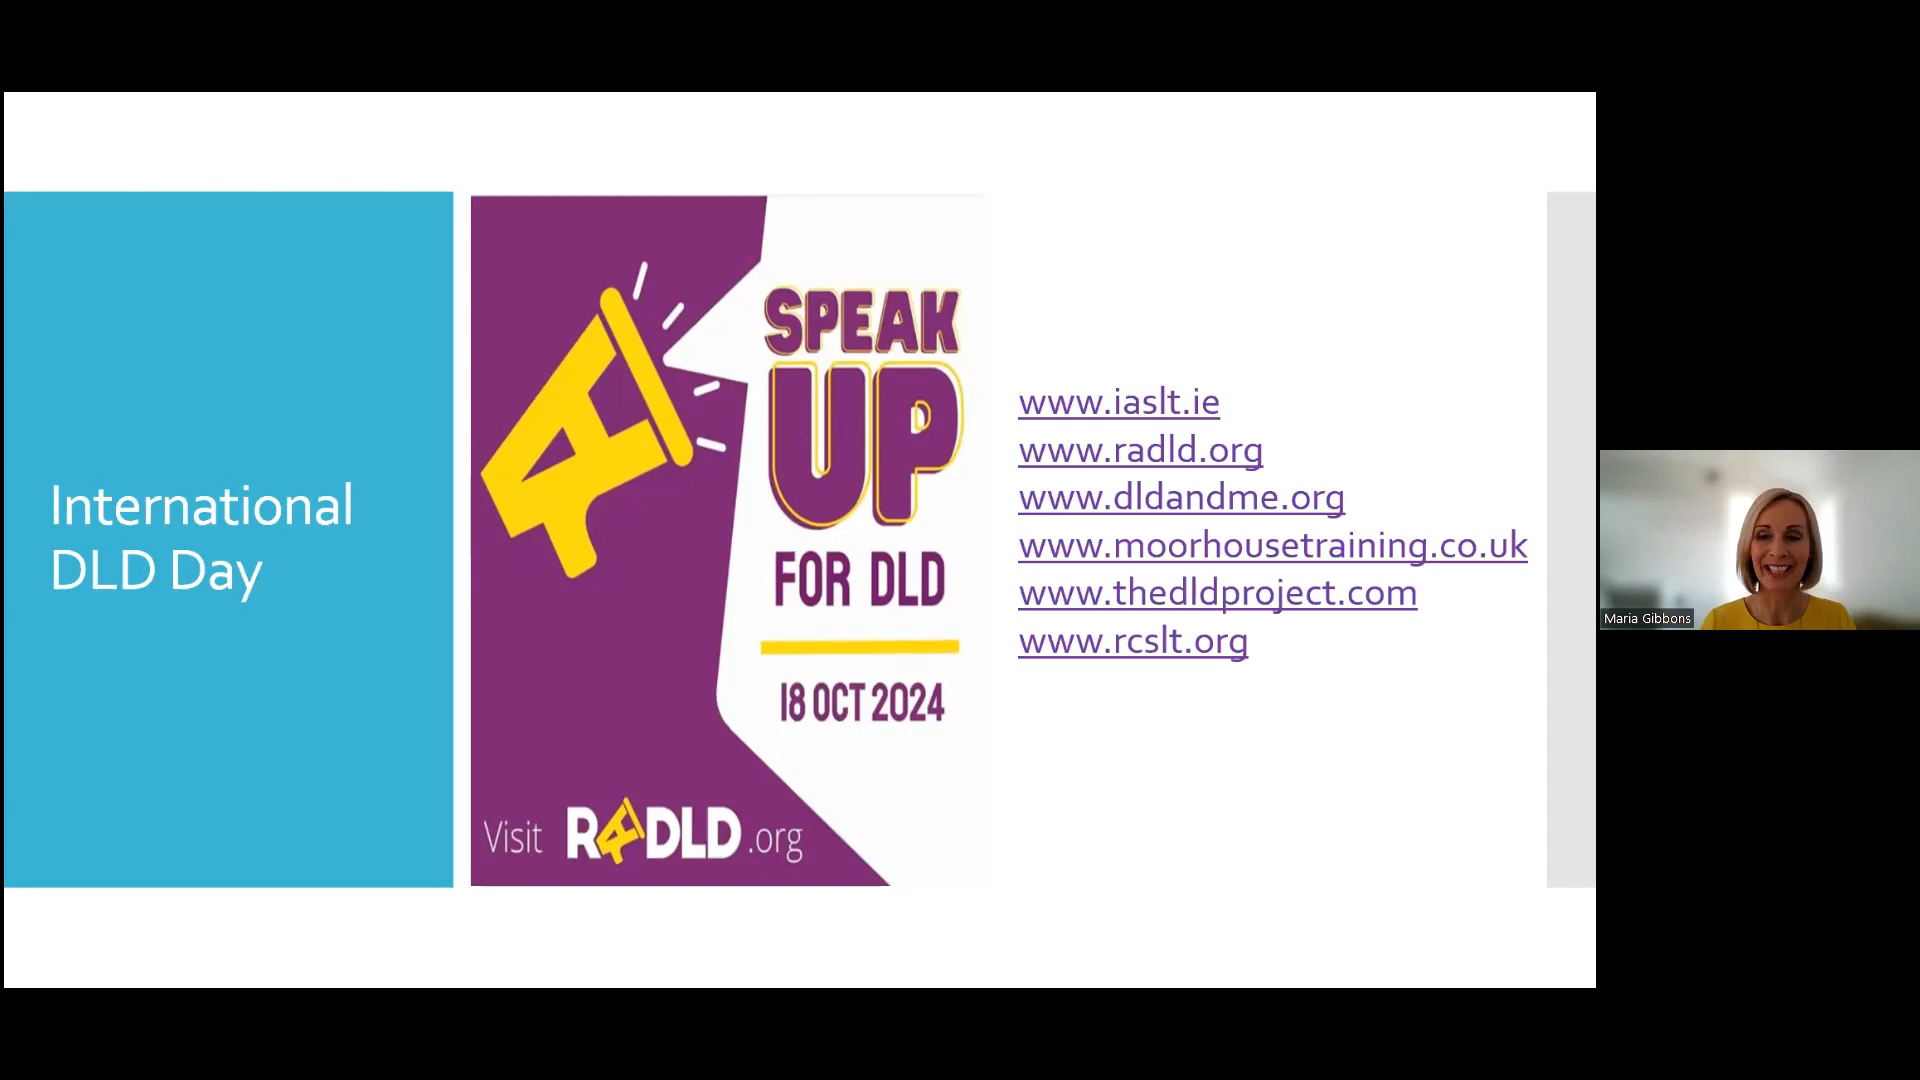 International
DLD Day
SPEAK
UP
FOR DLD
18 OCT 2024
Visit RADLD.org
www.iaslt.ie
www.radld.org
www.dldandme.org
www.moorhousetraining.co.uk
www.thedldproject.com
www.rcslt.org
Maria Gibbons